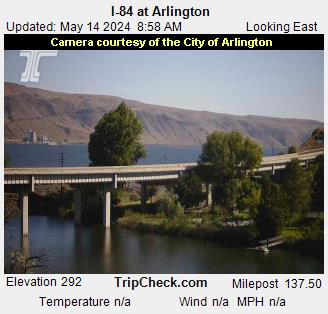 I-84 at Arlington
Updated: May 14 2024 8:58 AM Looking East
Camera courtesy of the City of Arlington
Elevation 292 TripCheck.com Milepost 137.50
Temperature n/a Wind n/a MPH n/a